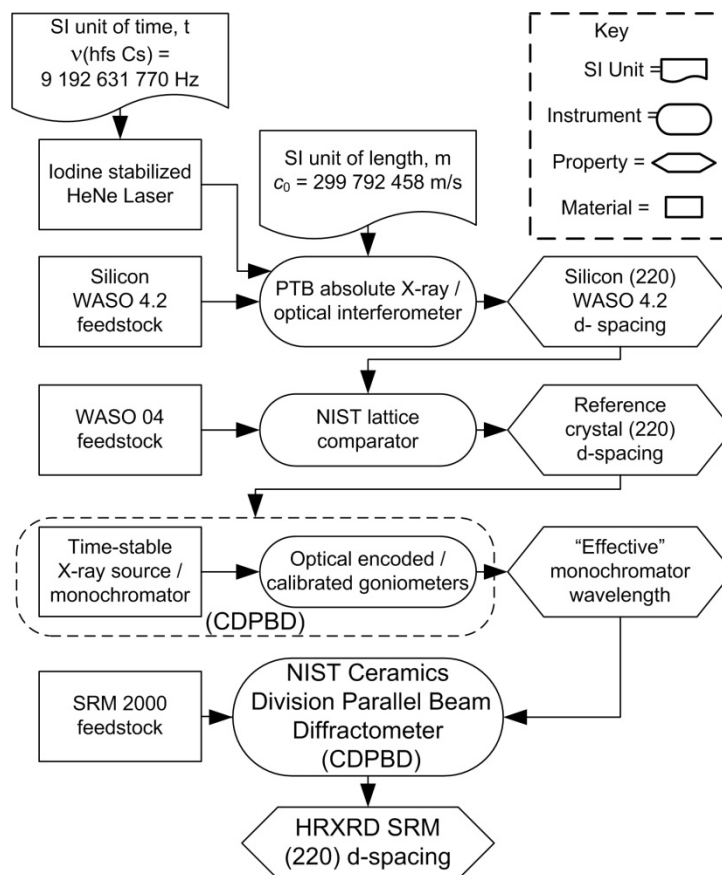 SI unit of time, t
ν(hfs Cs) =
9 192 631 770 Hz
Key
SI Unit =
Instrument =
Property =
Material =
Iodine stabilized
HeNe Laser
SI unit of length, m
c₀ = 299 792 458 m/s
Silicon
WASO 4.2
feedstock
PTB absolute X-ray /
optical interferometer
Silicon (220)
WASO 4.2
d- spacing
WASO 04
feedstock
NIST lattice
comparator
Reference
crystal (220)
d-spacing
Time-stable
X-ray source /
monochromator
Optical encoded /
calibrated goniometers
(CDPBD)
“Effective”
monochromator
wavelength
SRM 2000
feedstock
NIST Ceramics
Division Parallel Beam
Diffractometer
(CDPBD)
HRXRD SRM
(220) d-spacing